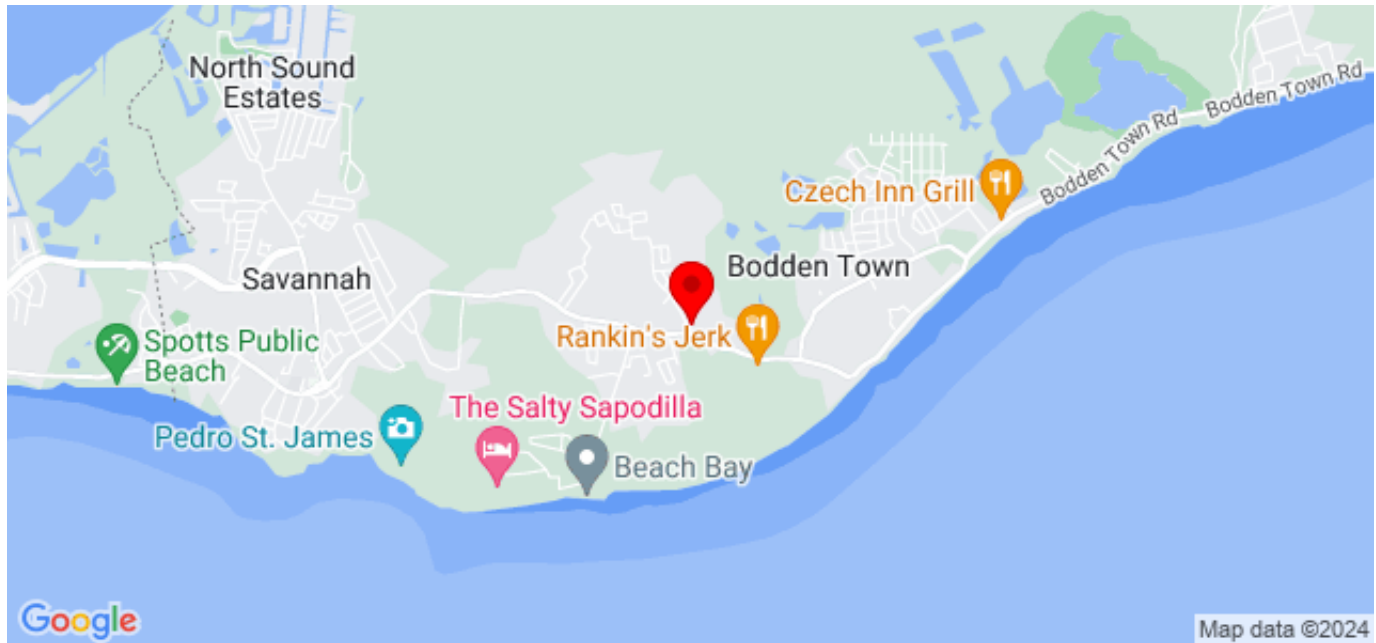 North Sound
Estates
Bodden Town Rd
Bodden Town Rd
Czech Inn Grill
Savannah
Bodden Town
Rankin's Jerk
Spotts Public
Beach
The Salty Sapodilla
Pedro St. James
Beach Bay
Google
Map data ©2024